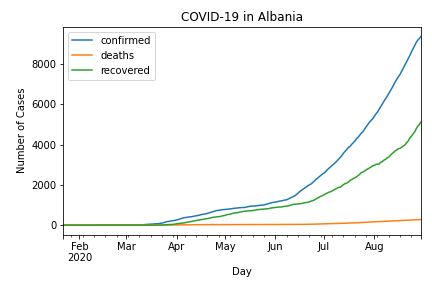 COVID-19 in Albania
confirmed
deaths
recovered
Number of Cases
8000
6000
4000
2000
0
Feb Mar Apr May Jun Jul Aug
2020
Day